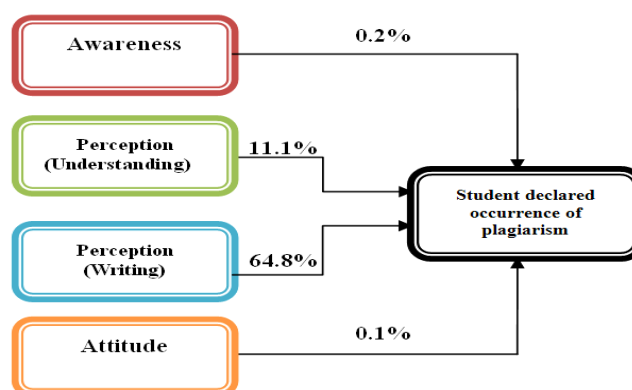 Awareness
0.2%
Perception
(Understanding)
11.1%
Student declared
occurrence of
plagiarism
Perception
(Writing)
64.8%
Attitude
0.1%